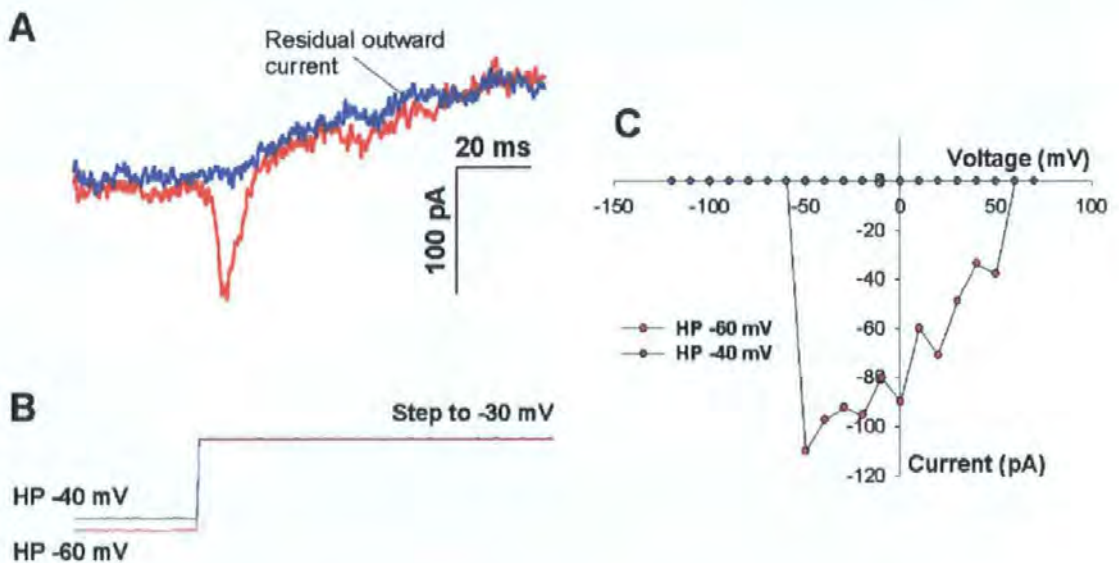 A
Residual outward
current
20 ms
100 pA
B
Step to -30 mV
HP -40 mV
HP -60 mV
C
Voltage (mV)
-150
-100
-50
0
50
100
0
-20
-40
-60
-80
-100
-120
HP -60 mV
HP -40 mV
Current (pA)